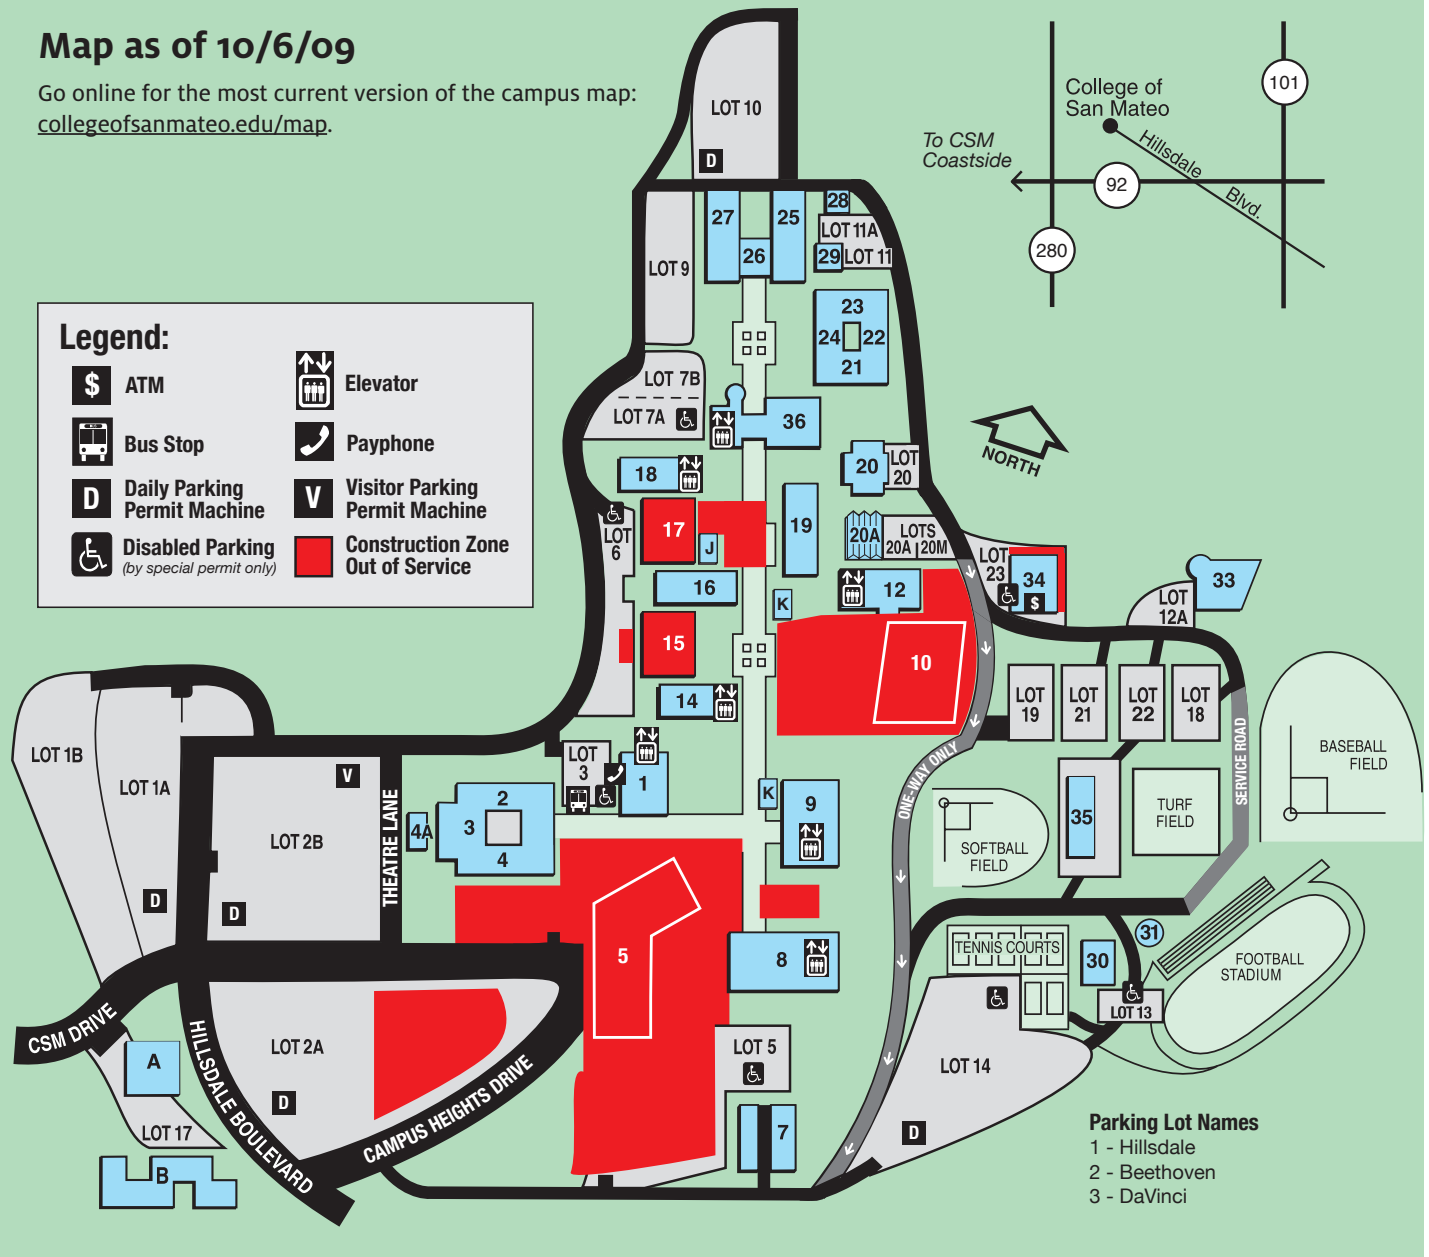 Map as of 10/6/09
Go online for the most current version of the campus map:
collegeofsanmateo.edu/map.
College of
San Mateo
101
To CSM
Coastside
Hillsdale
Blvd.
92
280
LOT 10
D
27
25
28
26
LOT 11A
29
LOT 11
LOT 9
23
24
22
21
Legend:
$
ATM
Elevator
Bus Stop
Payphone
D
Daily Parking
Permit Machine
V
Visitor Parking
Permit Machine
Disabled Parking
(by special permit only)
Construction Zone
Out of Service
LOT 7B
LOT 7A
36
NORTH
18
20
LOT
20
LOT
6
17
J
19
20A
LOTS
20A
20M
LOT
23
34
$
33
LOT
12A
16
K
12
15
10
14
LOT
19
LOT
21
LOT
22
LOT
18
LOT 1B
LOT 1A
V
LOT
3
1
ONE-WAY ONLY
SERVICE ROAD
BASEBALL
FIELD
LOT 2B
THEATRE LANE
4A
2
3
4
K
9
35
TURF
FIELD
SOFTBALL
FIELD
D
D
5
8
TENNIS COURTS
30
31
FOOTBALL
STADIUM
LOT 13
CSM DRIVE
A
HILLSDALE BOULEVARD
LOT 2A
D
CAMPUS HEIGHTS DRIVE
LOT 5
LOT 14
D
7
LOT 17
B
Parking Lot Names
1 - Hillsdale
2 - Beethoven
3 - DaVinci